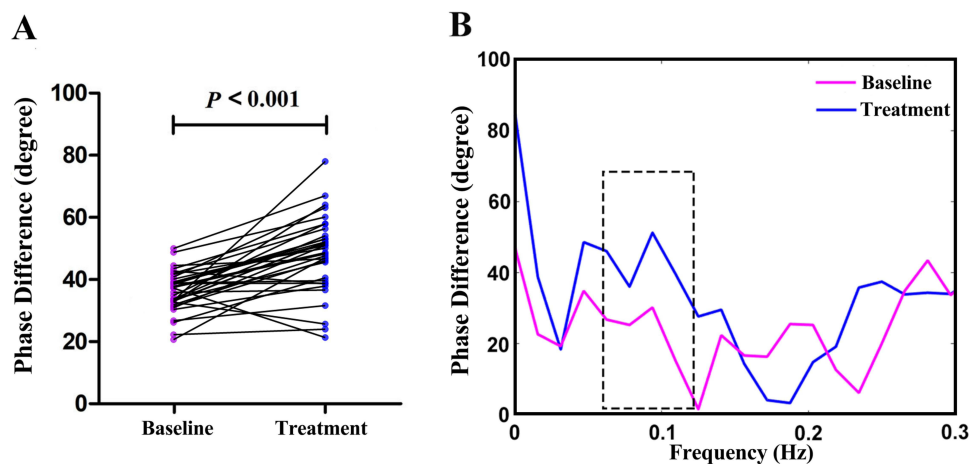 A
Phase Difference (degree)
100
80
60
40
20
0
P < 0.001
Baseline
Treatment
B
Phase Difference (degree)
100
80
60
40
20
0
Baseline
Treatment
0
0.1
0.2
0.3
Frequency (Hz)